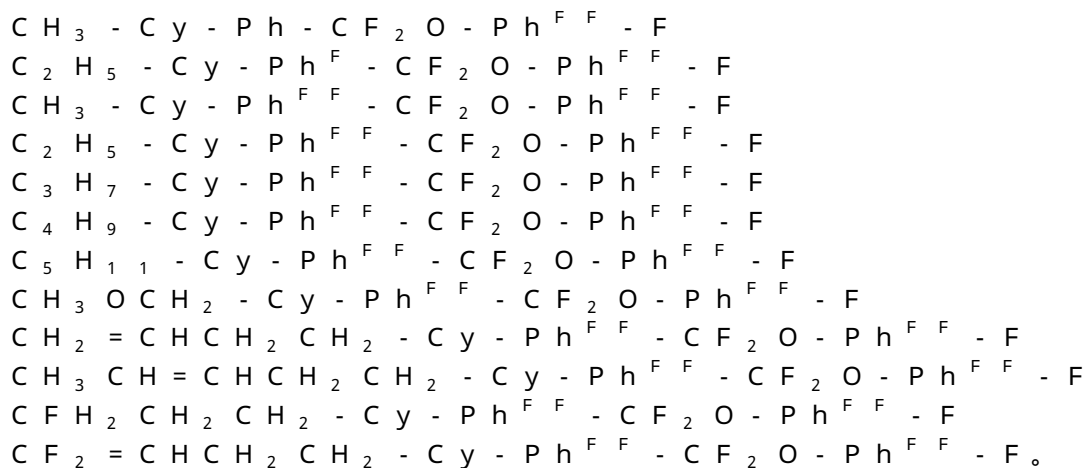 CH₃-Cy-Ph-CF₂O-Phᶠᶠ-F
C₂H₅-Cy-Phᶠ-CF₂O-Phᶠᶠ-F
CH₃-Cy-Phᶠᶠ-CF₂O-Phᶠᶠ-F
C₂H₅-Cy-Phᶠᶠ-CF₂O-Phᶠᶠ-F
C₃H₇-Cy-Phᶠᶠ-CF₂O-Phᶠᶠ-F
C₄H₉-Cy-Phᶠᶠ-CF₂O-Phᶠᶠ-F
C₅H₁₁-Cy-Phᶠᶠ-CF₂O-Phᶠᶠ-F
CH₃OCH₂-Cy-Phᶠᶠ-CF₂O-Phᶠᶠ-F
CH₂=CHCH₂CH₂-Cy-Phᶠᶠ-CF₂O-Phᶠᶠ-F
CH₃CH=CHCH₂CH₂-Cy-Phᶠᶠ-CF₂O-Phᶠᶠ-F
CFH₂CH₂CH₂-Cy-Phᶠᶠ-CF₂O-Phᶠᶠ-F
CF₂=CHCH₂CH₂-Cy-Phᶠᶠ-CF₂O-Phᶠᶠ-F。